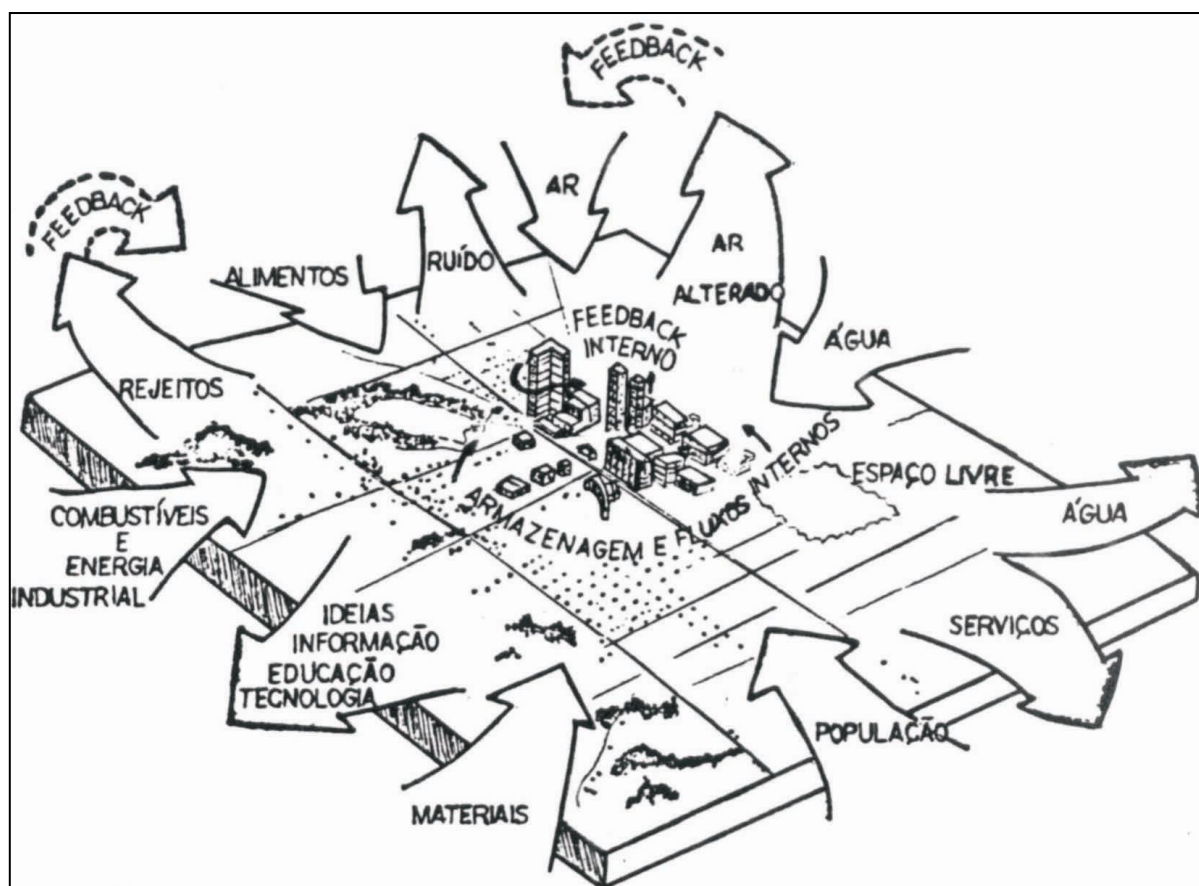 FEEDBACK
FEEDBACK
AR
ALIMENTOS
RUÍDO
AR
ALTERADO
FEEDBACK
INTERNO
ÁGUA
REJEITOS
ESPAÇO LIVRE
ARMAZENAGEM E FLUXOS INTERNOS
COMBUSTÍVEIS
E
ENERGIA
INDUSTRIAL
ÁGUA
IDEIAS
INFORMAÇÃO
EDUCAÇÃO
TECNOLOGIA
SERVIÇOS
POPULAÇÃO
MATERIAIS